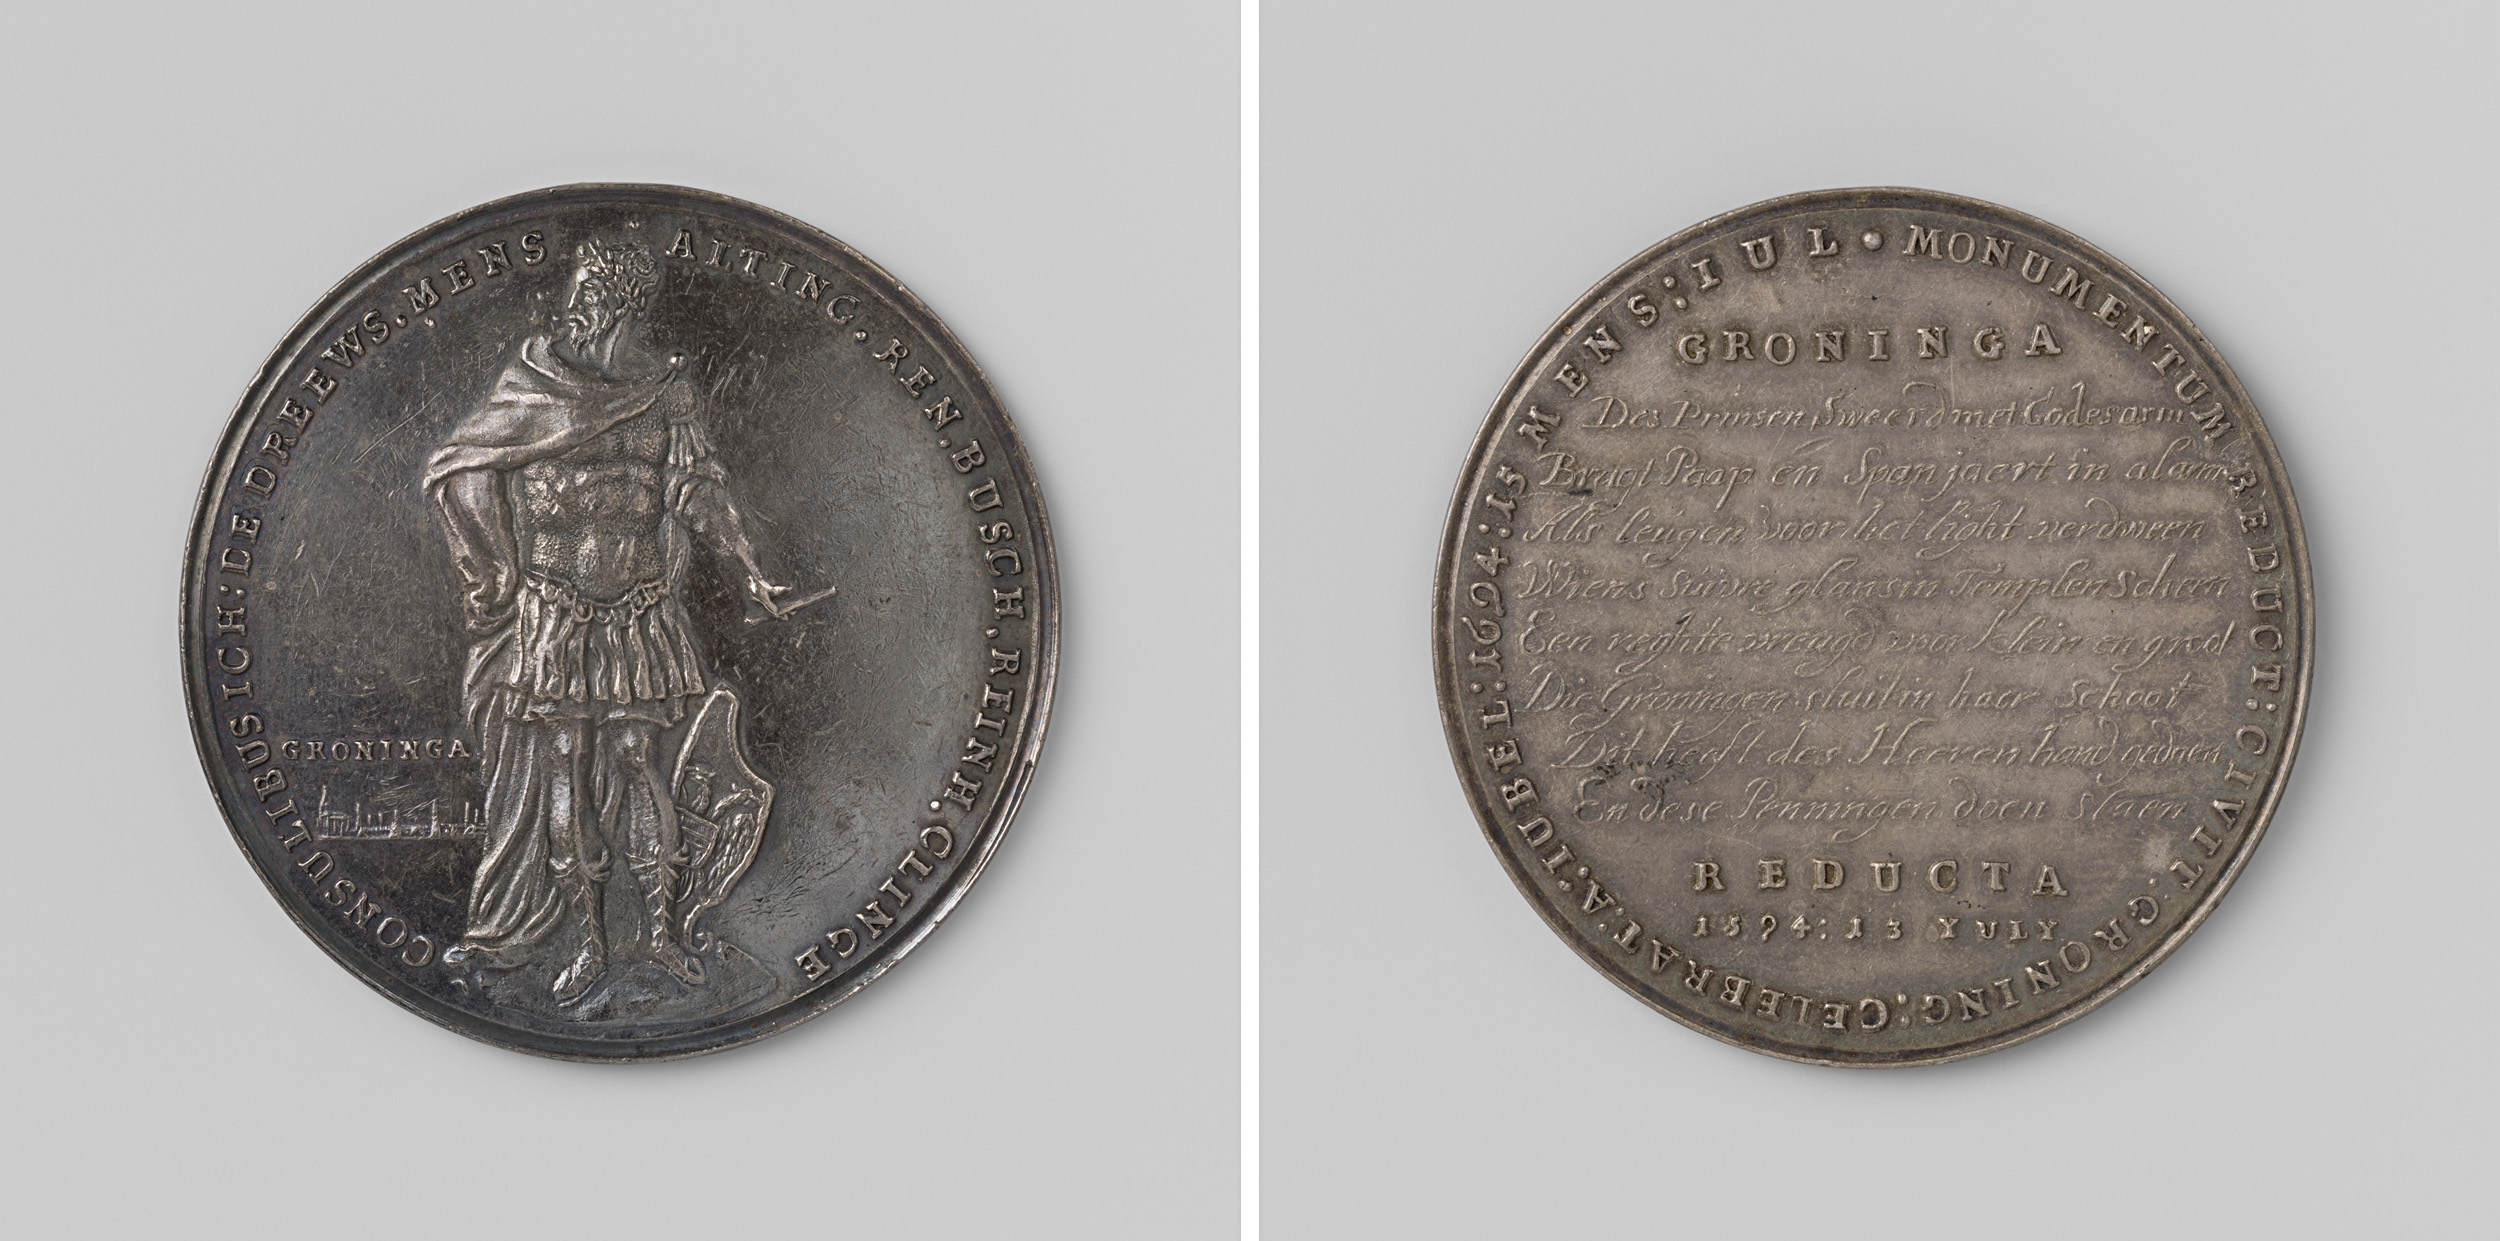 CONSULIBUS ICH: DE DREEWS. MENS ALTING. REN. BUSCH. REINH. CLINGE
GRONINGA
MONUMENTUM REDUCT: CIVIT: GRONING: CELEBRAT. A. IUBEL: 1694: 15 MENS: IUL
GRONINGA
Des Prinsen Sweerd met Godes arm
Bragt Paap en Spanjaert in alarm
Als leugen voor het light verdween
Wiens suivre glans in Templen Scheen
Een reghte vreugd voor klein en grod
Die Groningen sluit in haar Schoot
Dit heeft des Heeren hand gedaen
En dese Penningen doen Slaen
REDUCTA
1594: 13 YULY